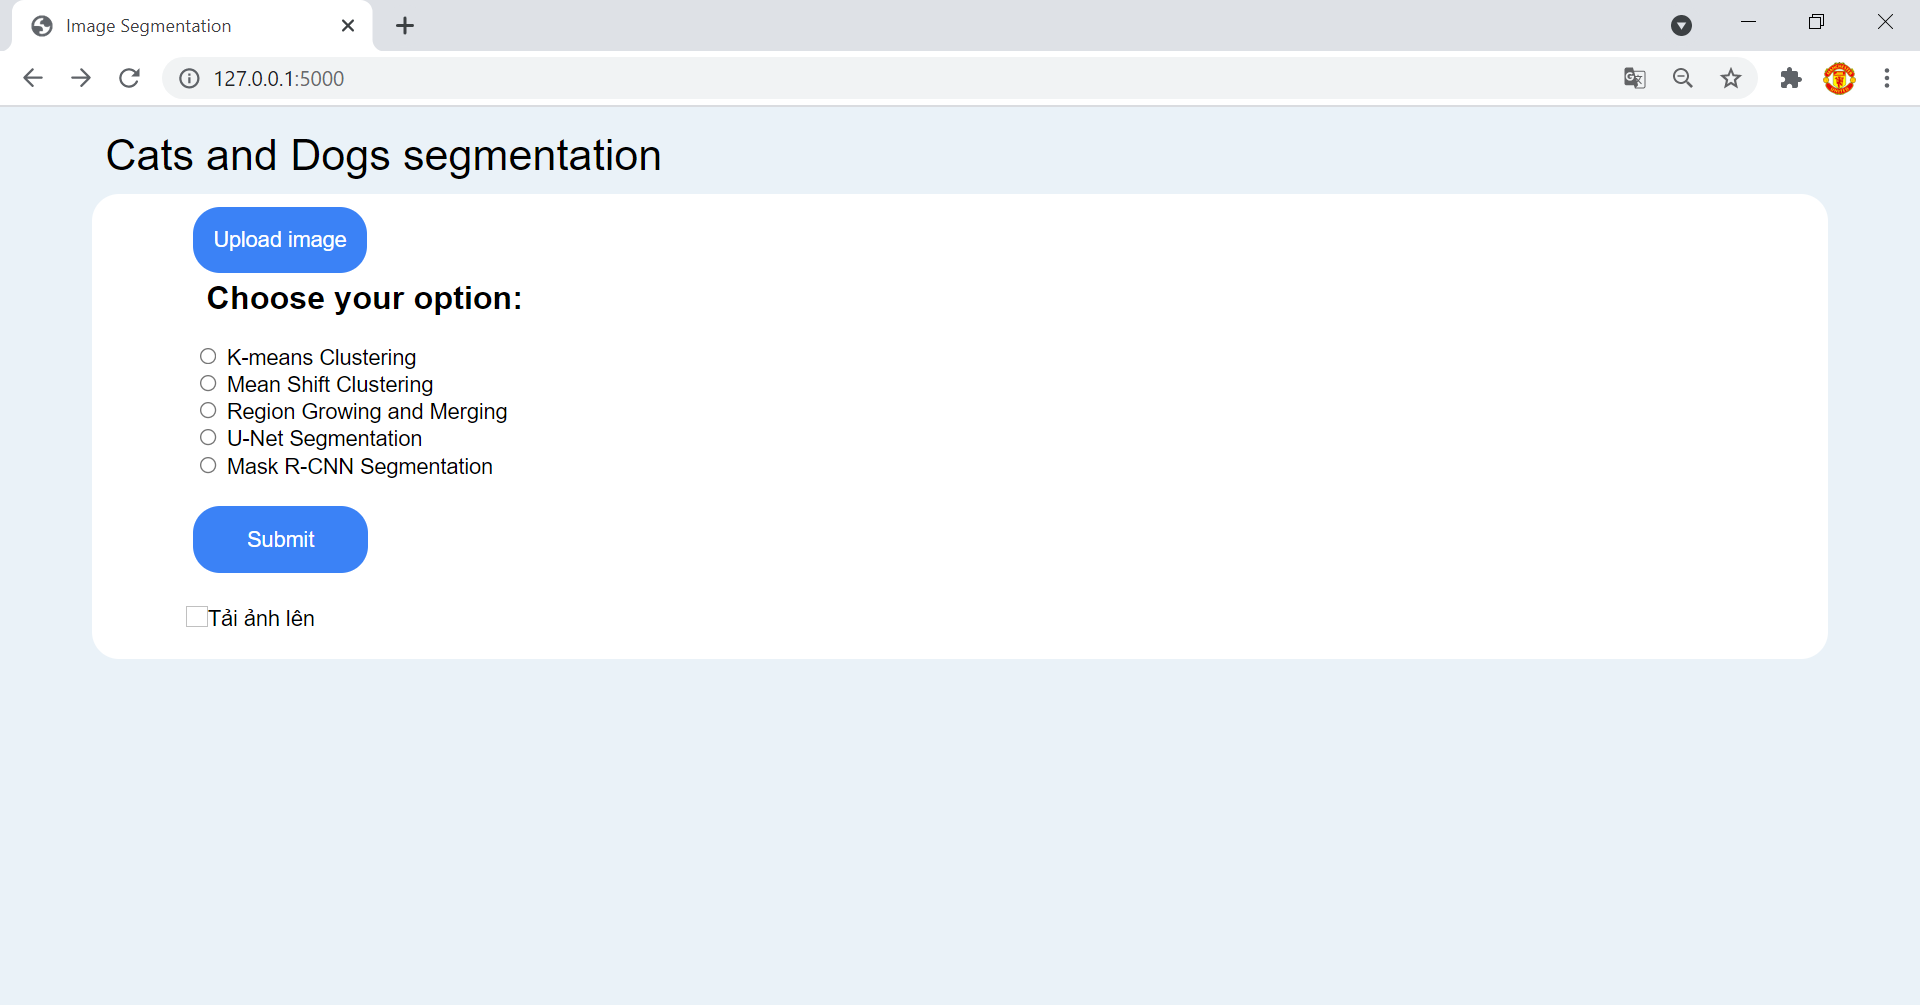 Image Segmentation
127.0.0.1:5000
Cats and Dogs segmentation
Upload image
Choose your option:
K-means Clustering
Mean Shift Clustering
Region Growing and Merging
U-Net Segmentation
Mask R-CNN Segmentation
Submit
Tải ảnh lên